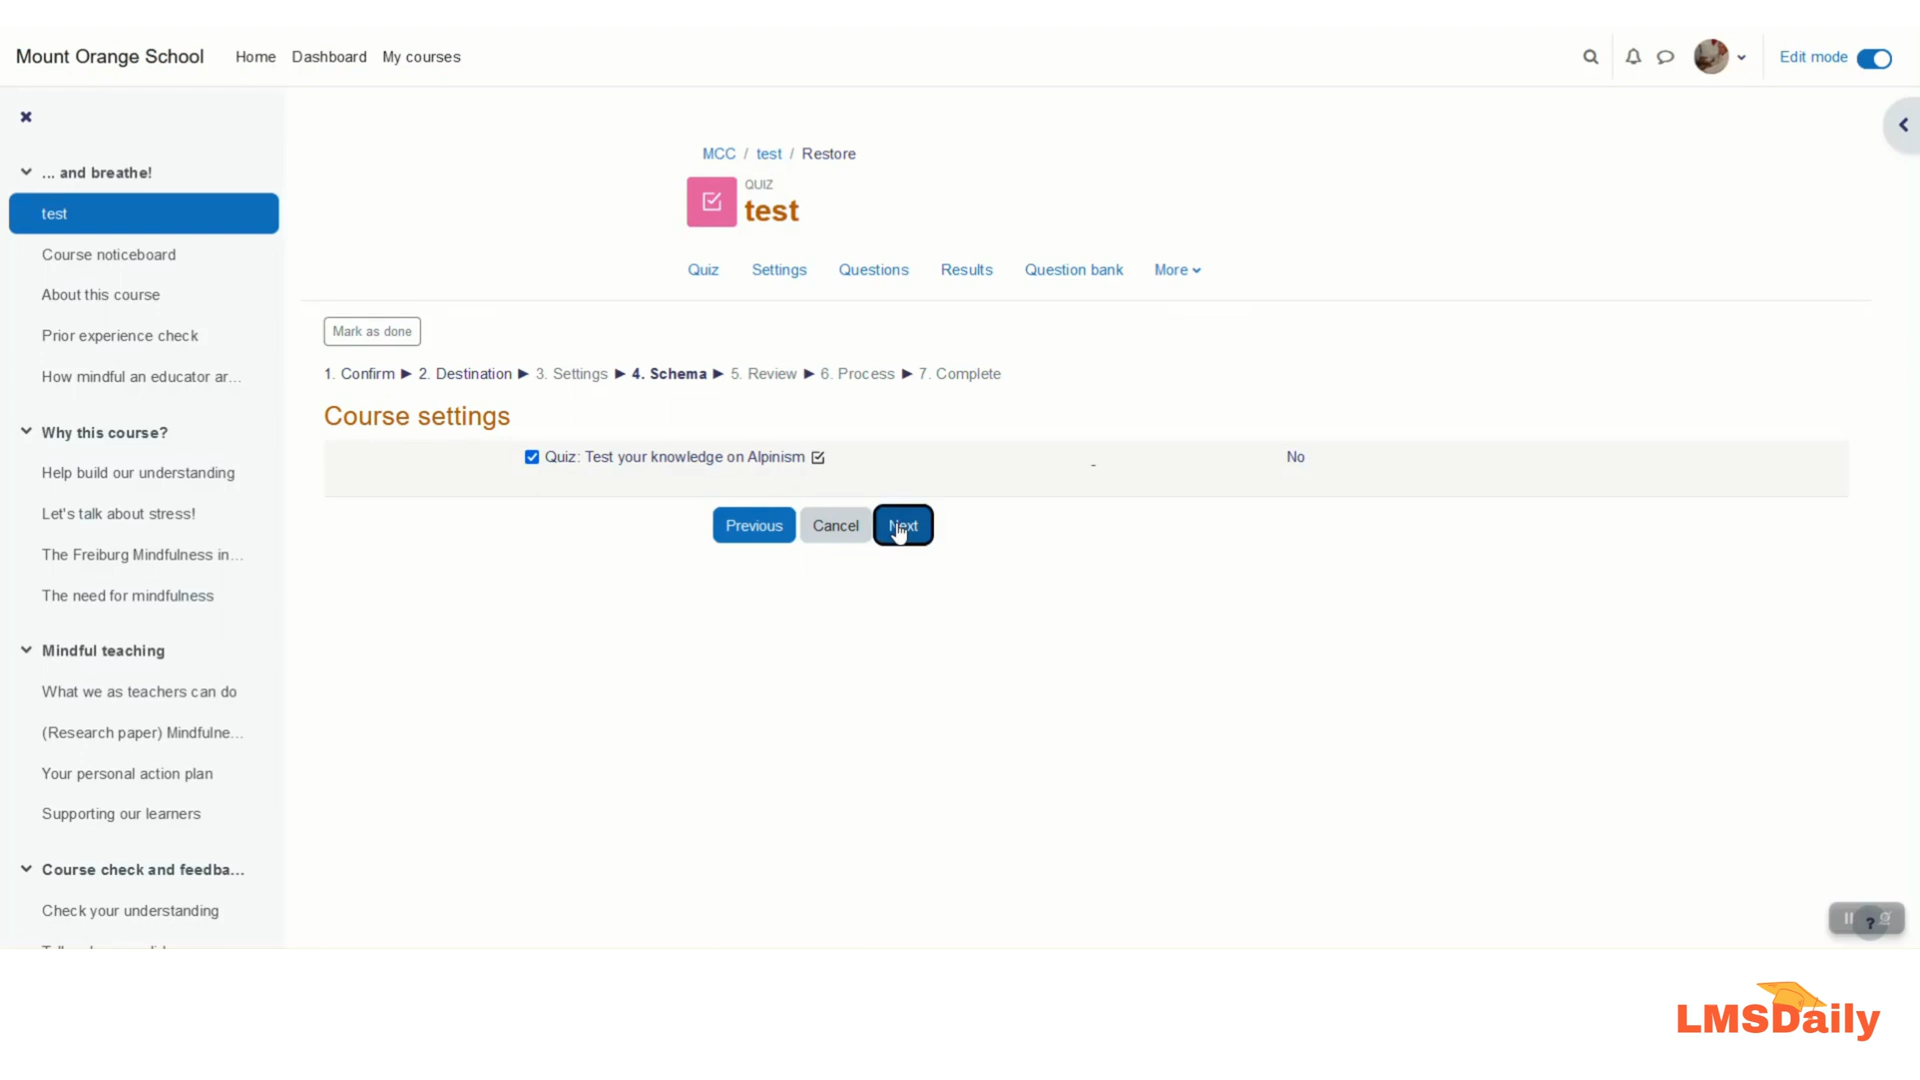 Mount Orange School Home Dashboard My courses Edit mode
... and breathe!
test
Course noticeboard
About this course
Prior experience check
How mindful an educator ar...
Why this course?
Help build our understanding
Let's talk about stress!
The Freiburg Mindfulness in...
The need for mindfulness
Mindful teaching
What we as teachers can do
(Research paper) Mindfulne...
Your personal action plan
Supporting our learners
Course check and feedba...
Check your understanding
MCC / test / Restore
QUIZ
test
Quiz Settings Questions Results Question bank More
Mark as done
1. Confirm ► 2. Destination ► 3. Settings ► 4. Schema ► 5. Review ► 6. Process ► 7. Complete
Course settings
Quiz: Test your knowledge on Alpinism - No
Previous Cancel Next
?
LMSDaily